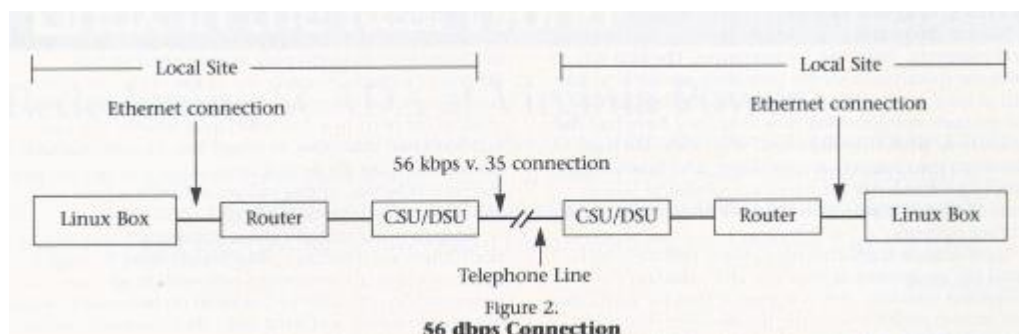 Local Site Local Site
Ethernet connection Ethernet connection
56 kbps v. 35 connection
Linux Box Router CSU/DSU CSU/DSU Router Linux Box
Telephone Line
Figure 2.
56 dbps Connection